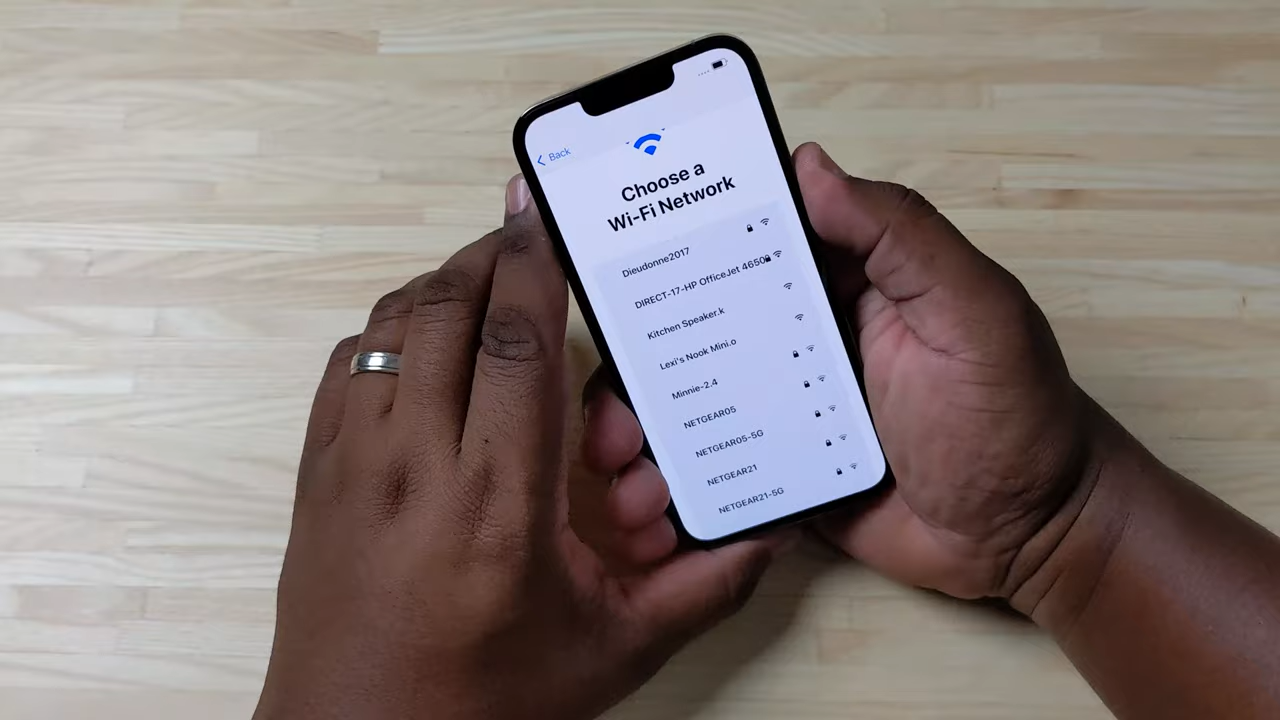 Back
Choose a
Wi-Fi Network
Dieudonne2017
DIRECT-17-HP OfficeJet 4650
Kitchen Speaker.k
Lexi's Nook Mini.o
Minnie-2.4
NETGEAR05
NETGEAR05-5G
NETGEAR21
NETGEAR21-5G